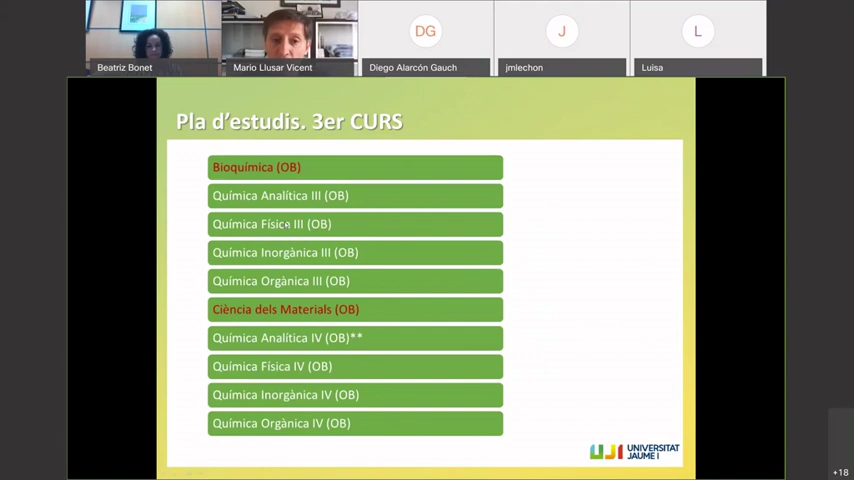 DG
J
L
Beatriz Bonet
Mario Llusar Vicent
Diego Alarcón Gauch
jmlechon
Luisa
Pla d'estudis. 3er CURS
Bioquímica (OB)
Química Analítica III (OB)
Química Física III (OB)
Química Inorgànica III (OB)
Química Orgànica III (OB)
Ciència dels Materials (OB)
Química Analítica IV (OB)**
Química Física IV (OB)
Química Inorgànica IV (OB)
Química Orgànica IV (OB)
UJI UNIVERSITAT
JAUME I
+18